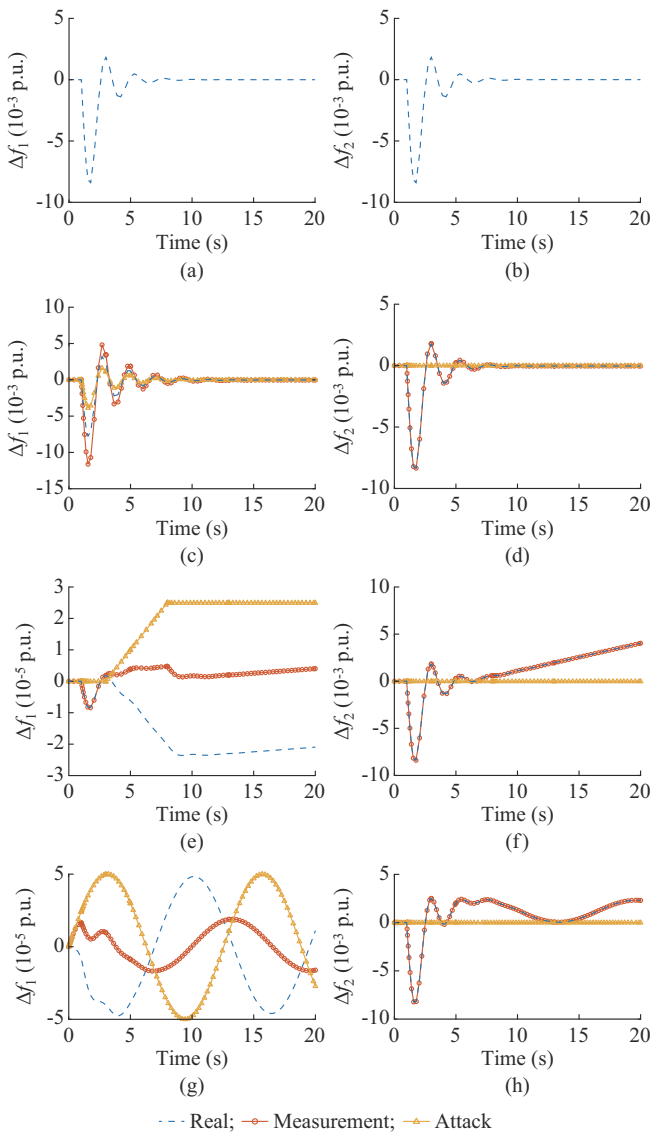 Δf₁ (10⁻³ p.u.)
0
-5
-10
0 5 10 15 20
Time (s)
(a)
Δf₂ (10⁻³ p.u.)
5
0
-5
-10
0 5 10 15 20
Time (s)
(b)
Δf₁ (10⁻³ p.u.)
10
5
0
-5
-10
-15
0 5 10 15 20
Time (s)
(c)
Δf₂ (10⁻³ p.u.)
5
0
-5
-10
0 5 10 15 20
Time (s)
(d)
Δf₁ (10⁻⁵ p.u.)
3
2
1
0
-1
-2
-3
0 5 10 15 20
Time (s)
(e)
Δf₂ (10⁻³ p.u.)
10
5
0
-5
-10
0 5 10 15 20
Time (s)
(f)
Δf₁ (10⁻⁵ p.u.)
5
0
-5
0 5 10 15 20
Time (s)
(g)
Δf₂ (10⁻³ p.u.)
5
0
-5
-10
0 5 10 15 20
Time (s)
(h)
Real; Measurement; Attack